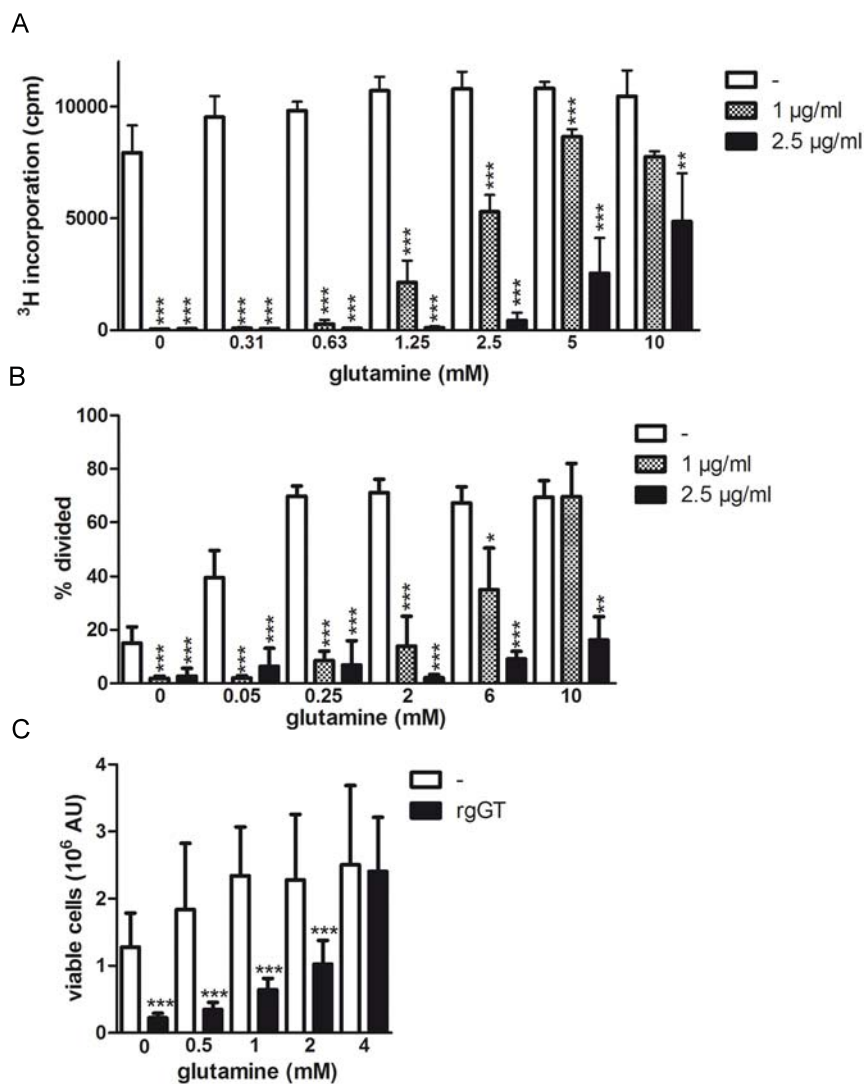 A
³H incorporation (cpm)
10000
5000
0
*** *** *** *** *** *** *** *** *** *** *** *** **
0 0.31 0.63 1.25 2.5 5 10
glutamine (mM)
-
1 µg/ml
2.5 µg/ml
B
% divided
100
80
60
40
20
0
*** *** *** *** *** *** *** *** * *** **
0 0.05 0.25 2 6 10
glutamine (mM)
-
1 µg/ml
2.5 µg/ml
C
viable cells (10⁶ AU)
4
3
2
1
0
*** *** *** ***
0 0.5 1 2 4
glutamine (mM)
-
rgGT